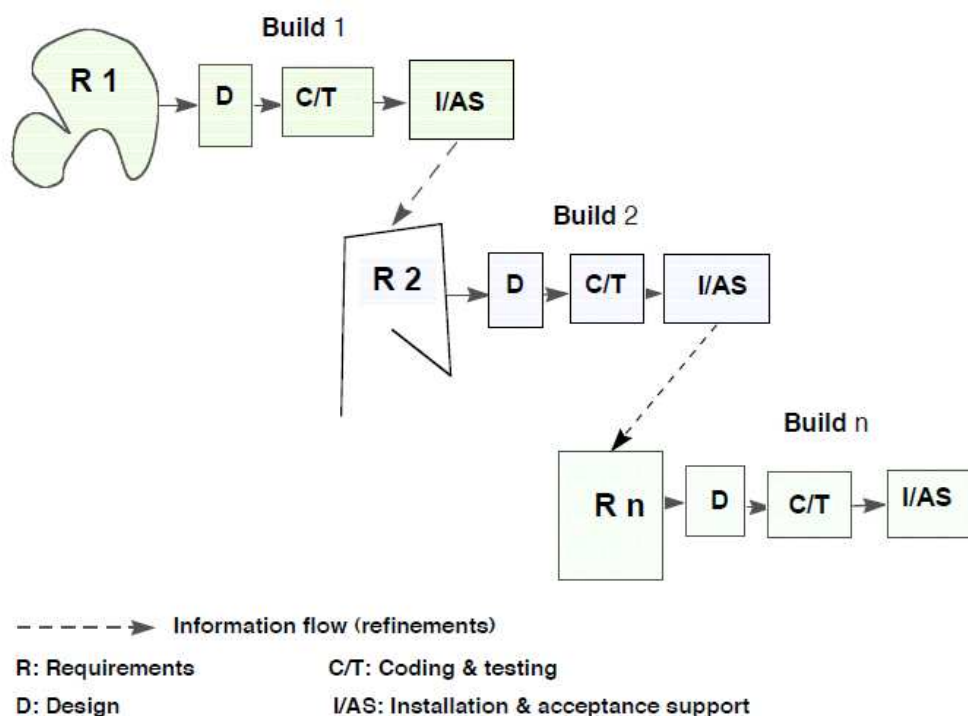 Build 1
R 1
D
C/T
I/AS
Build 2
R 2
D
C/T
I/AS
Build n
R n
D
C/T
I/AS
Information flow (refinements)
R: Requirements
C/T: Coding & testing
D: Design
I/AS: Installation & acceptance support